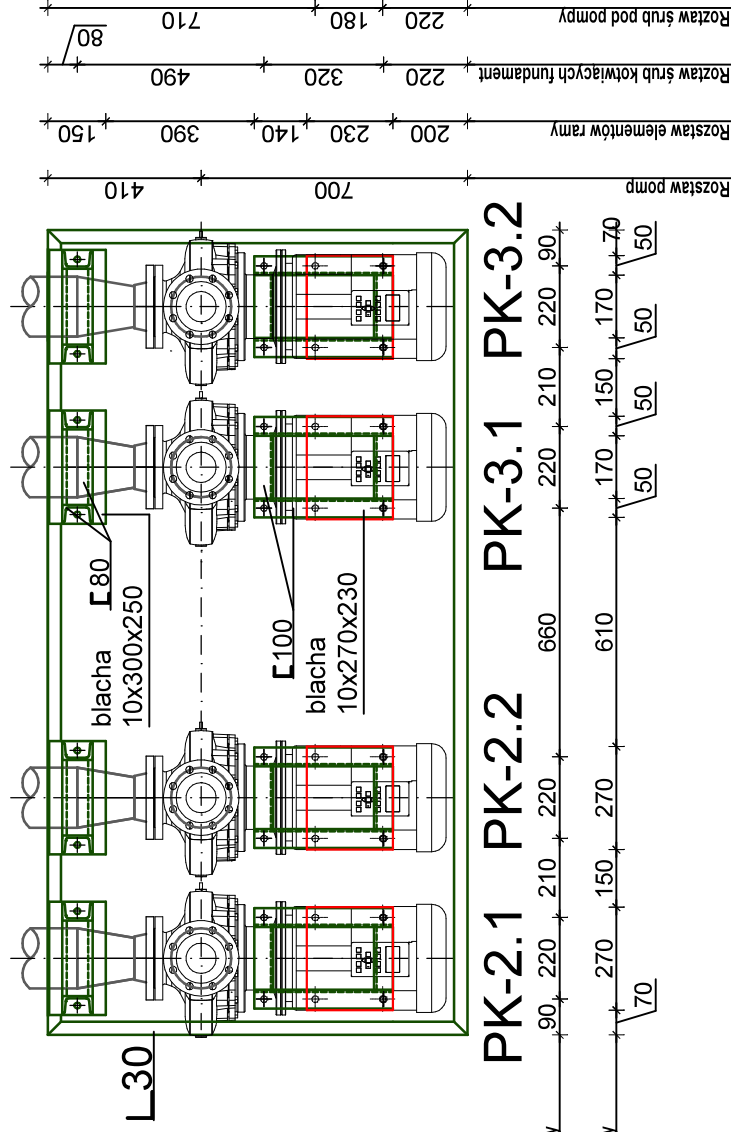 710 180 220 Roztaw śrub pod pompy
80 490 320 220 Roztaw śrub kotwiących fundament
150 390 140 230 200 Rozstaw elementów ramy
410 700 Rozstaw pomp
PK-2.1 PK-2.2 PK-3.1 PK-3.2
90 220 210 220 660 220 210 220 90
270 150 270 610 170 150 170 70
70 50 50 50 50
L30
blacha
10x300x250
[80
[100
blacha
10x270x230